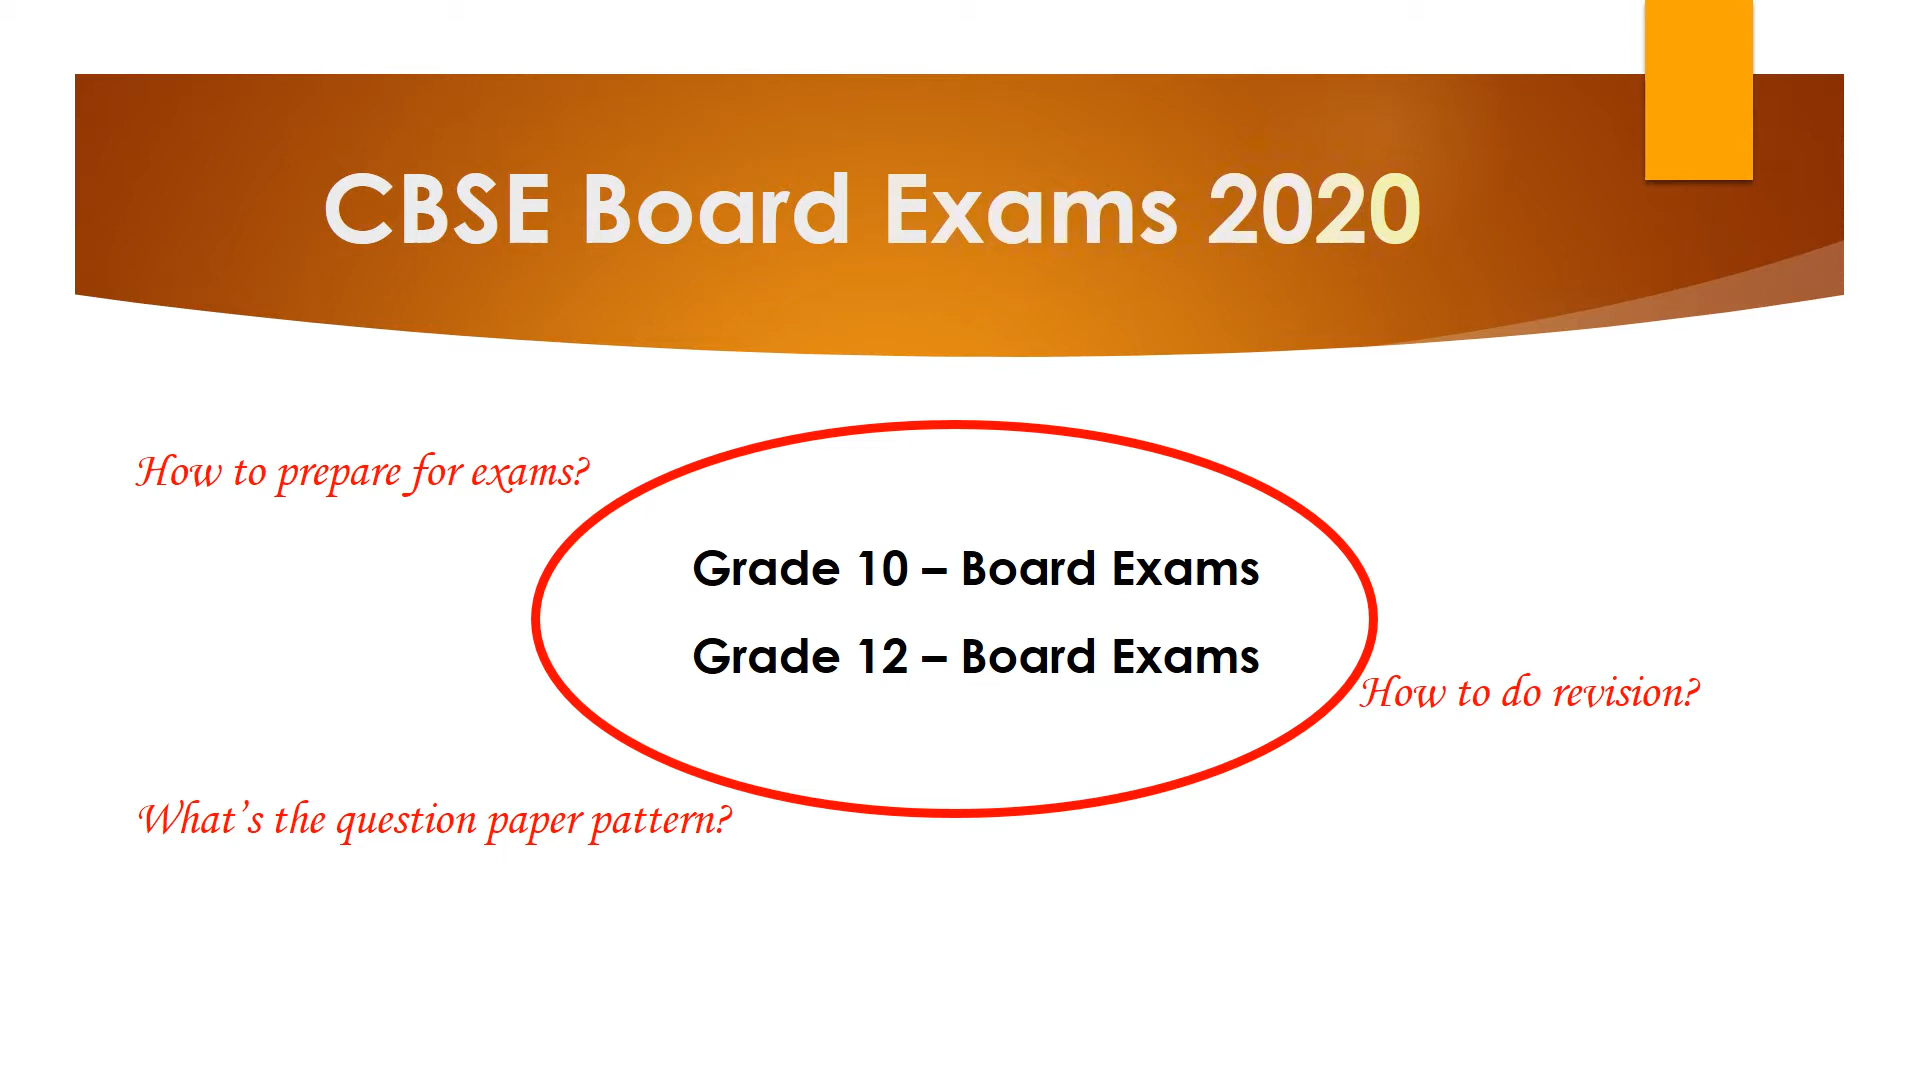 CBSE Board Exams 2020
How to prepare for exams?
Grade 10 – Board Exams
Grade 12 – Board Exams
How to do revision?
What’s the question paper pattern?